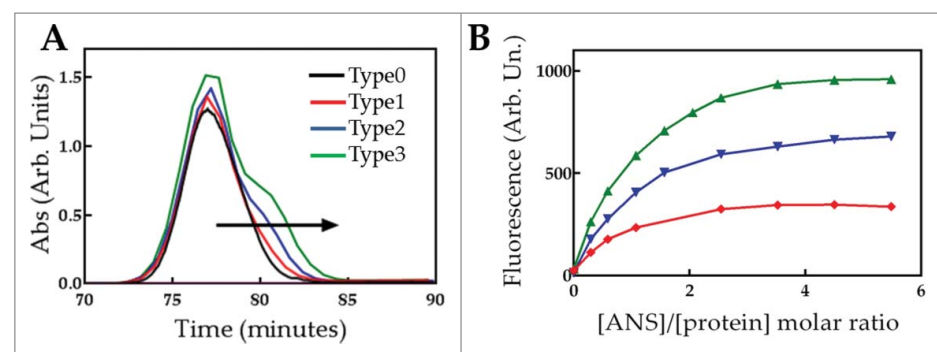 A
Abs (Arb. Units)
1.5
1.0
0.5
0.0
Type0
Type1
Type2
Type3
70 75 80 85 90
Time (minutes)
B
Fluorescence (Arb. Un.)
1000
500
0
0 2 4 6
[ANS]/[protein] molar ratio